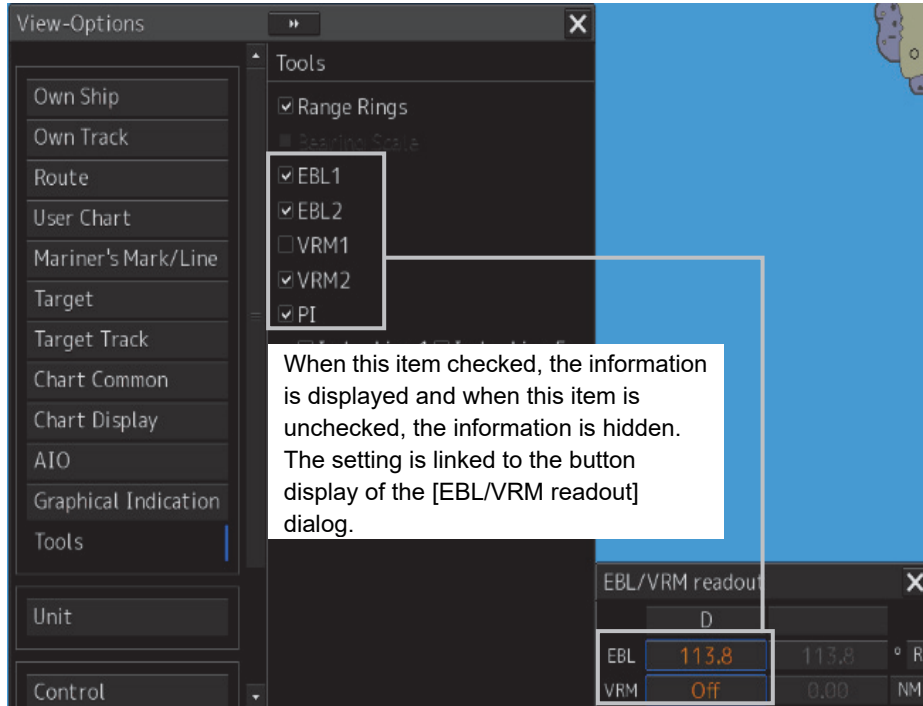 View-Options
Own Ship
Own Track
Route
User Chart
Mariner's Mark/Line
Target
Target Track
Chart Common
Chart Display
AIO
Graphical Indication
Tools
Unit
Control
Tools
Range Rings
Bearing Scale
EBL1
EBL2
VRM1
VRM2
PI
When this item checked, the information
is displayed and when this item is
unchecked, the information is hidden.
The setting is linked to the button
display of the [EBL/VRM readout]
dialog.
EBL/VRM readout
D
EBL 113.8 113.8 ° R
VRM Off 0.00 NM